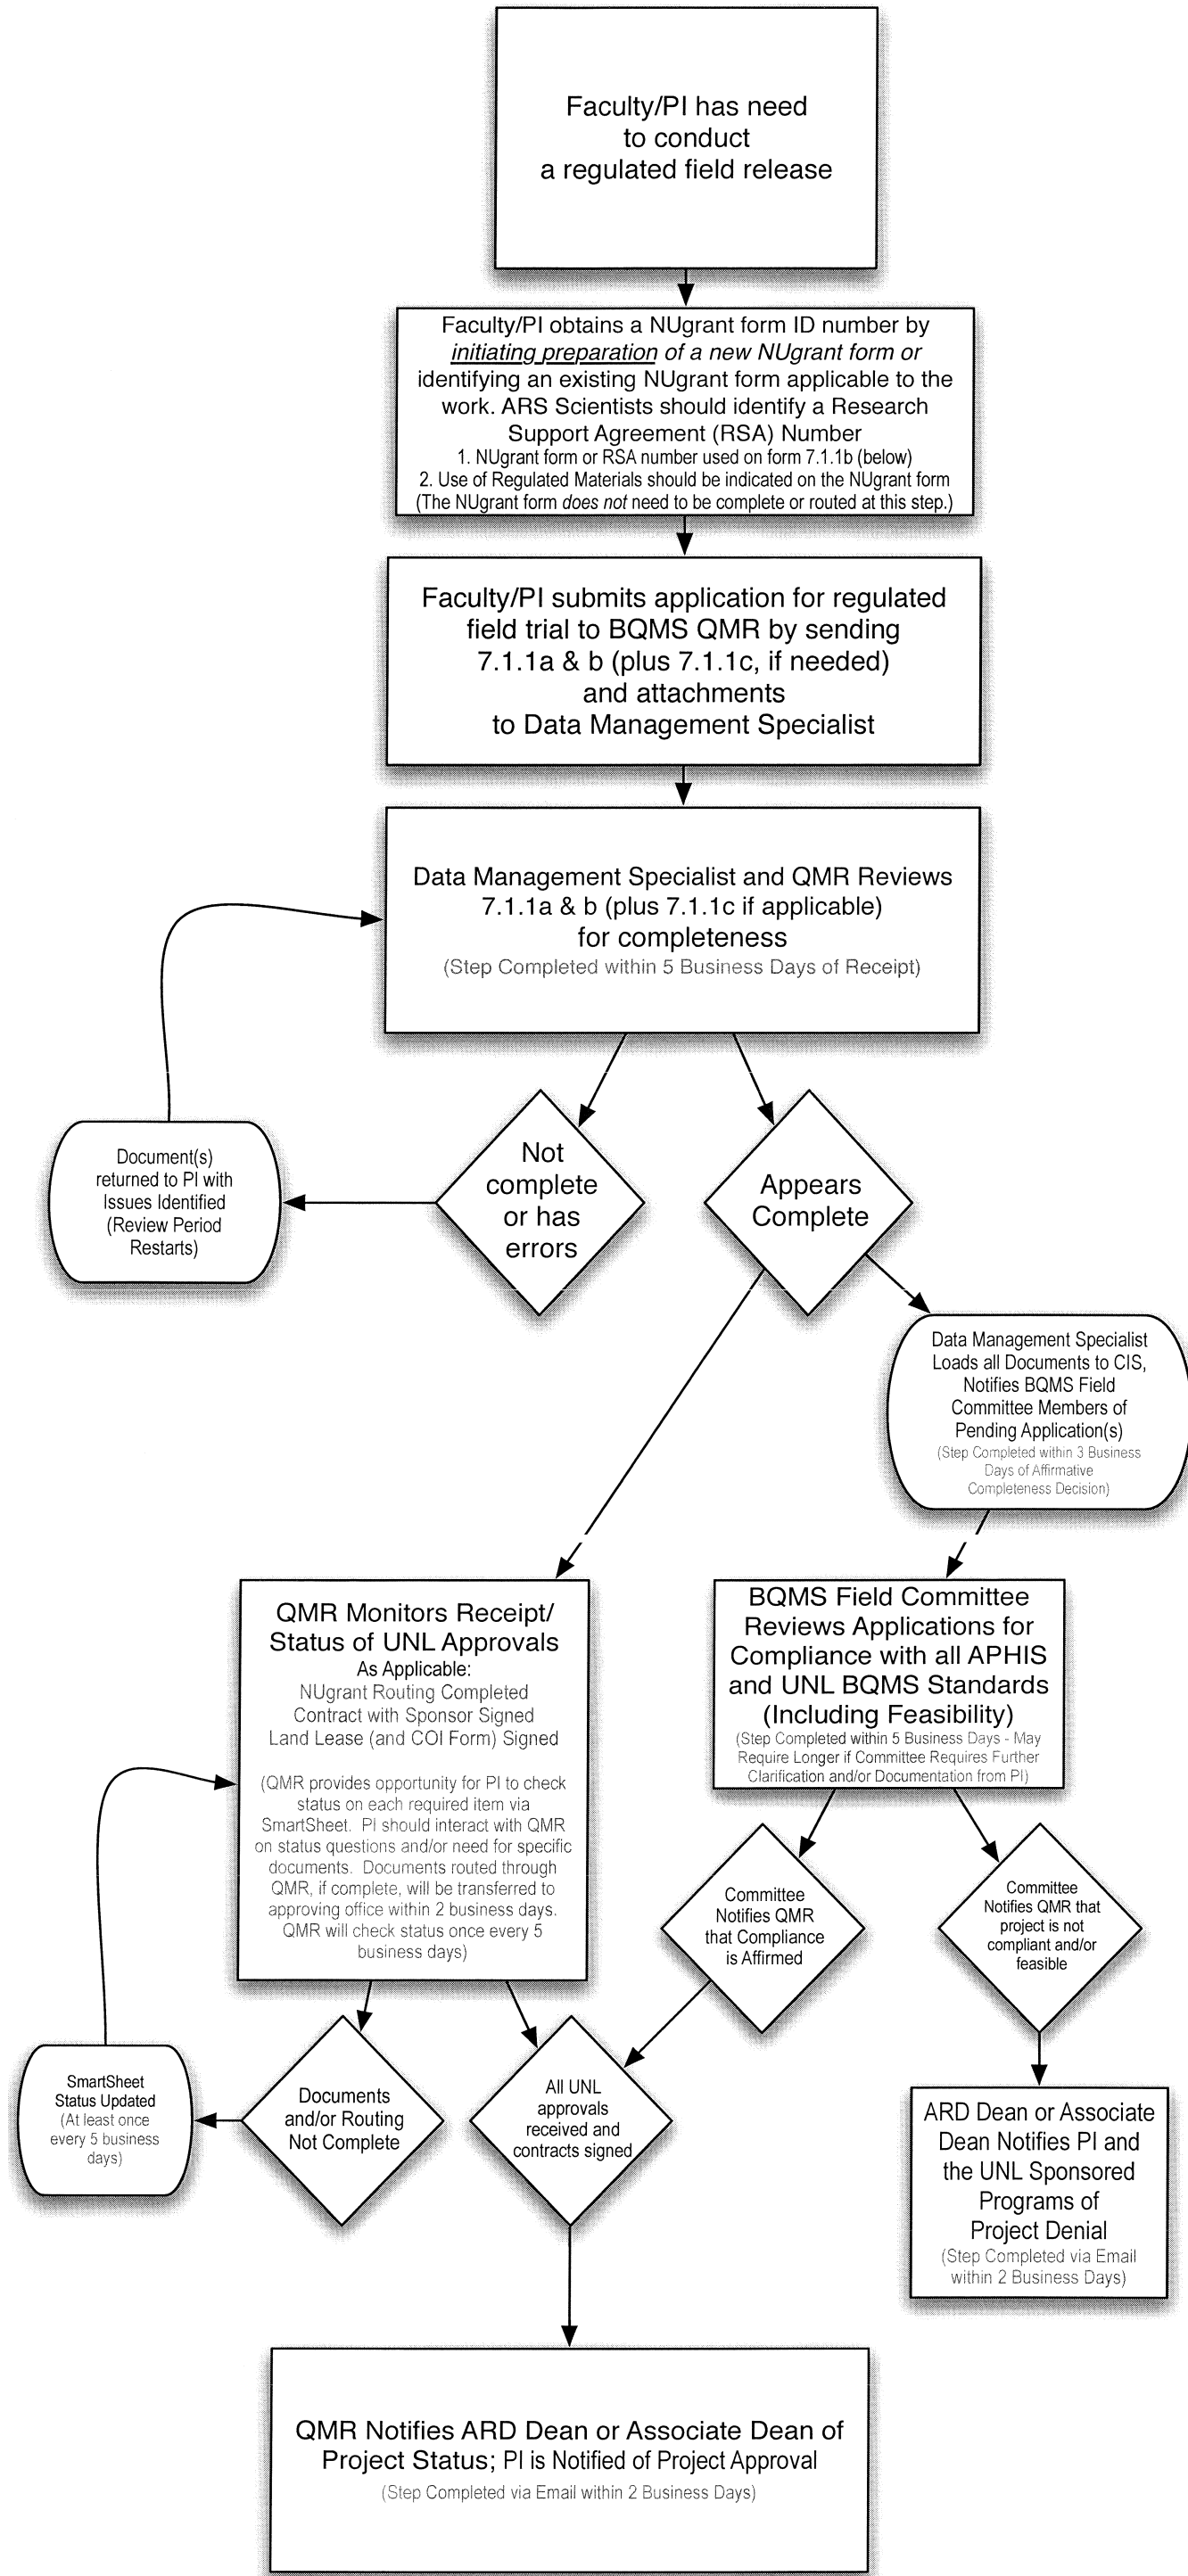 Faculty/PI has need
to conduct
a regulated field release
Faculty/PI obtains a NUgrant form ID number by
initiating preparation of a new NUgrant form or
identifying an existing NUgrant form applicable to the
work. ARS Scientists should identify a Research
Support Agreement (RSA) Number
1. NUgrant form or RSA number used on form 7.1.1b (below)
2. Use of Regulated Materials should be indicated on the NUgrant form
(The NUgrant form does not need to be complete or routed at this step.)
Faculty/PI submits application for regulated
field trial to BQMS QMR by sending
7.1.1a & b (plus 7.1.1c, if needed)
and attachments
to Data Management Specialist
Data Management Specialist and QMR Reviews
7.1.1a & b (plus 7.1.1c if applicable)
for completeness
(Step Completed within 5 Business Days of Receipt)
Document(s)
returned to PI with
Issues Identified
(Review Period
Restarts)
Not
complete
or has
errors
Appears
Complete
Data Management Specialist
Loads all Documents to CIS,
Notifies BQMS Field
Committee Members of
Pending Application(s)
(Step Completed within 3 Business
Days of Affirmative
Completeness Decision)
QMR Monitors Receipt/
Status of UNL Approvals
As Applicable:
NUgrant Routing Completed
Contract with Sponsor Signed
Land Lease (and COI Form) Signed
(QMR provides opportunity for PI to check
status on each required item via
SmartSheet. PI should interact with QMR
on status questions and/or need for specific
documents. Documents routed through
QMR, if complete, will be transferred to
approving office within 2 business days.
QMR will check status once every 5
business days)
BQMS Field Committee
Reviews Applications for
Compliance with all APHIS
and UNL BQMS Standards
(Including Feasibility)
(Step Completed within 5 Business Days - May
Require Longer if Committee Requires Further
Clarification and/or Documentation from PI)
Committee
Notifies QMR
that Compliance
is Affirmed
Committee
Notifies QMR that
project is not
compliant and/or
feasible
SmartSheet
Status Updated
(At least once
every 5 business
days)
Documents
and/or Routing
Not Complete
All UNL
approvals
received and
contracts signed
ARD Dean or Associate
Dean Notifies PI and
the UNL Sponsored
Programs of
Project Denial
(Step Completed via Email
within 2 Business Days)
QMR Notifies ARD Dean or Associate Dean of
Project Status; PI is Notified of Project Approval
(Step Completed via Email within 2 Business Days)